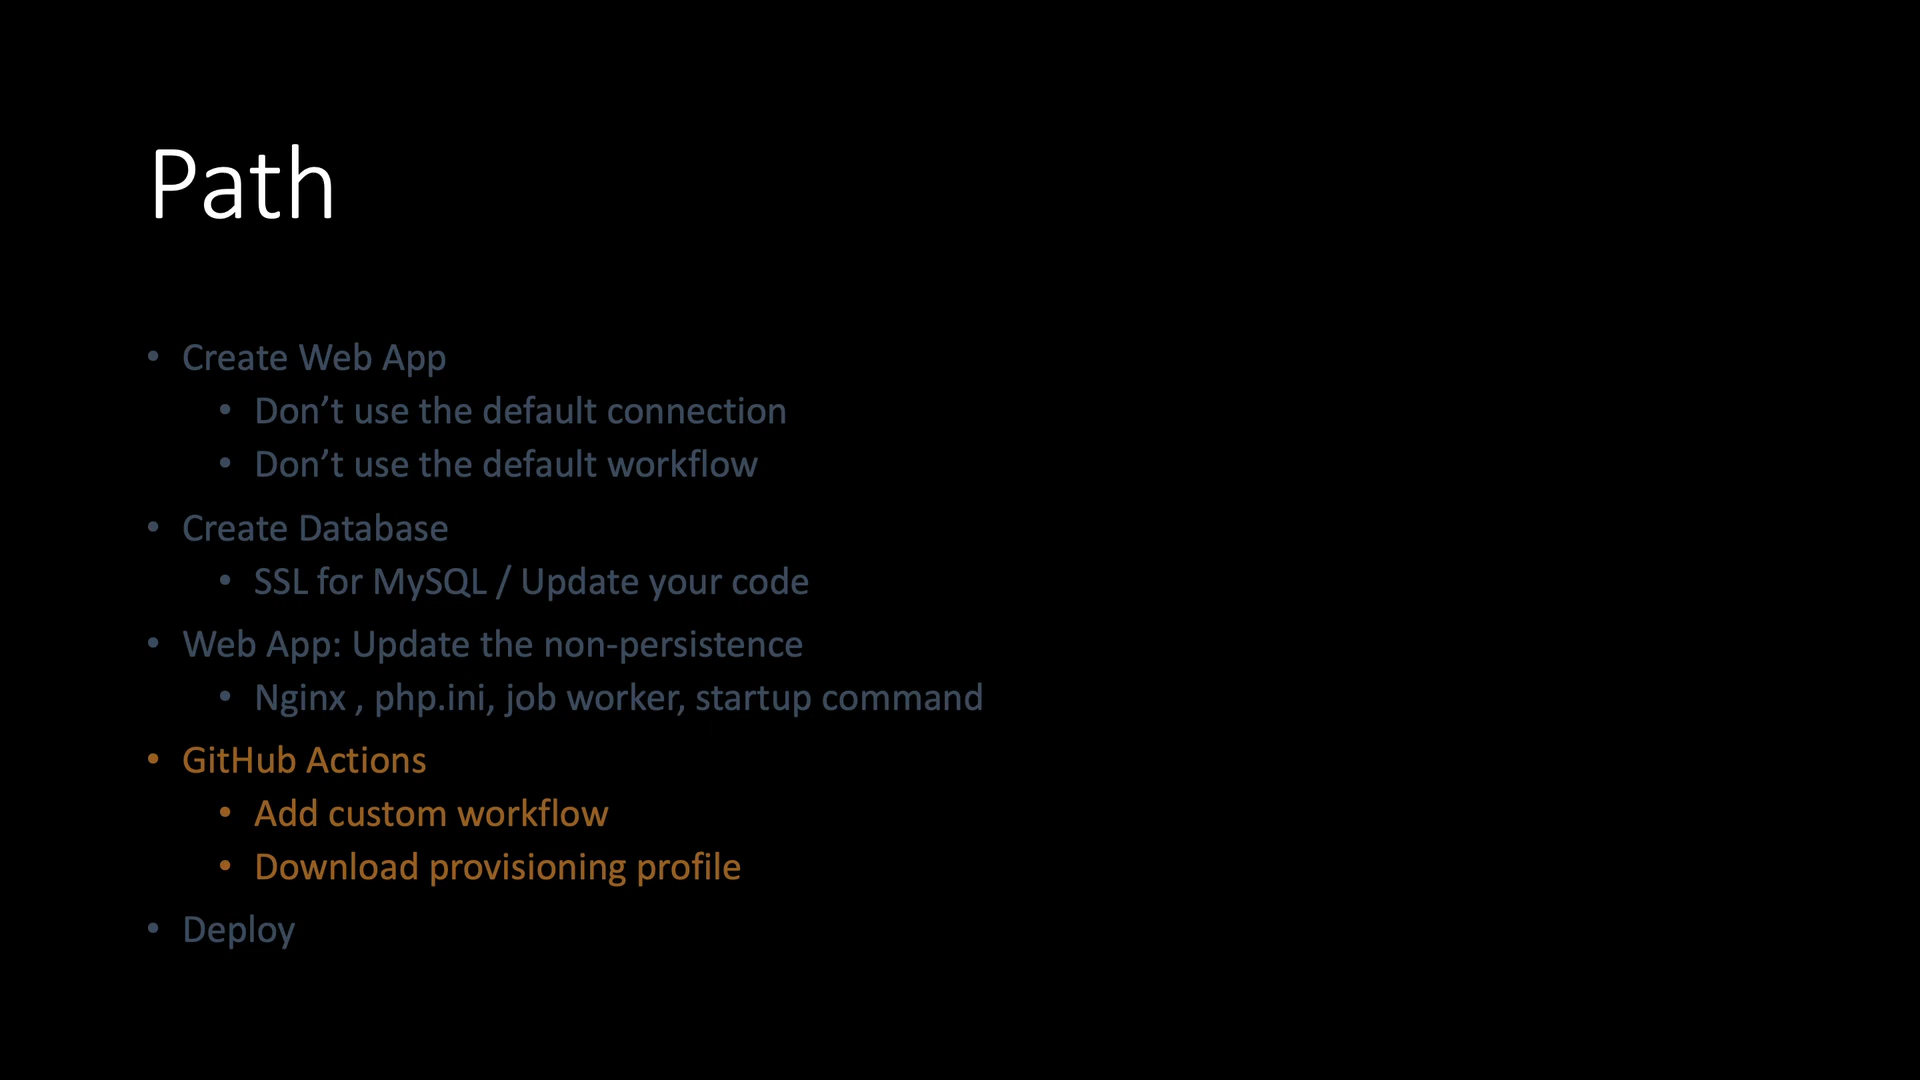 Path
• Create Web App
• Don’t use the default connection
• Don’t use the default workflow
• Create Database
• SSL for MySQL / Update your code
• Web App: Update the non-persistence
• Nginx , php.ini, job worker, startup command
• GitHub Actions
• Add custom workflow
• Download provisioning profile
• Deploy